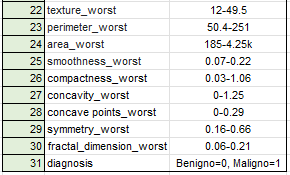 22 texture_worst 12-49.5
23 perimeter_worst 50.4-251
24 area_worst 185-4.25k
25 smoothness_worst 0.07-0.22
26 compactness_worst 0.03-1.06
27 concavity_worst 0-1.25
28 concave points_worst 0-0.29
29 symmetry_worst 0.16-0.66
30 fractal_dimension_worst 0.06-0.21
31 diagnosis Benigno=0, Maligno=1